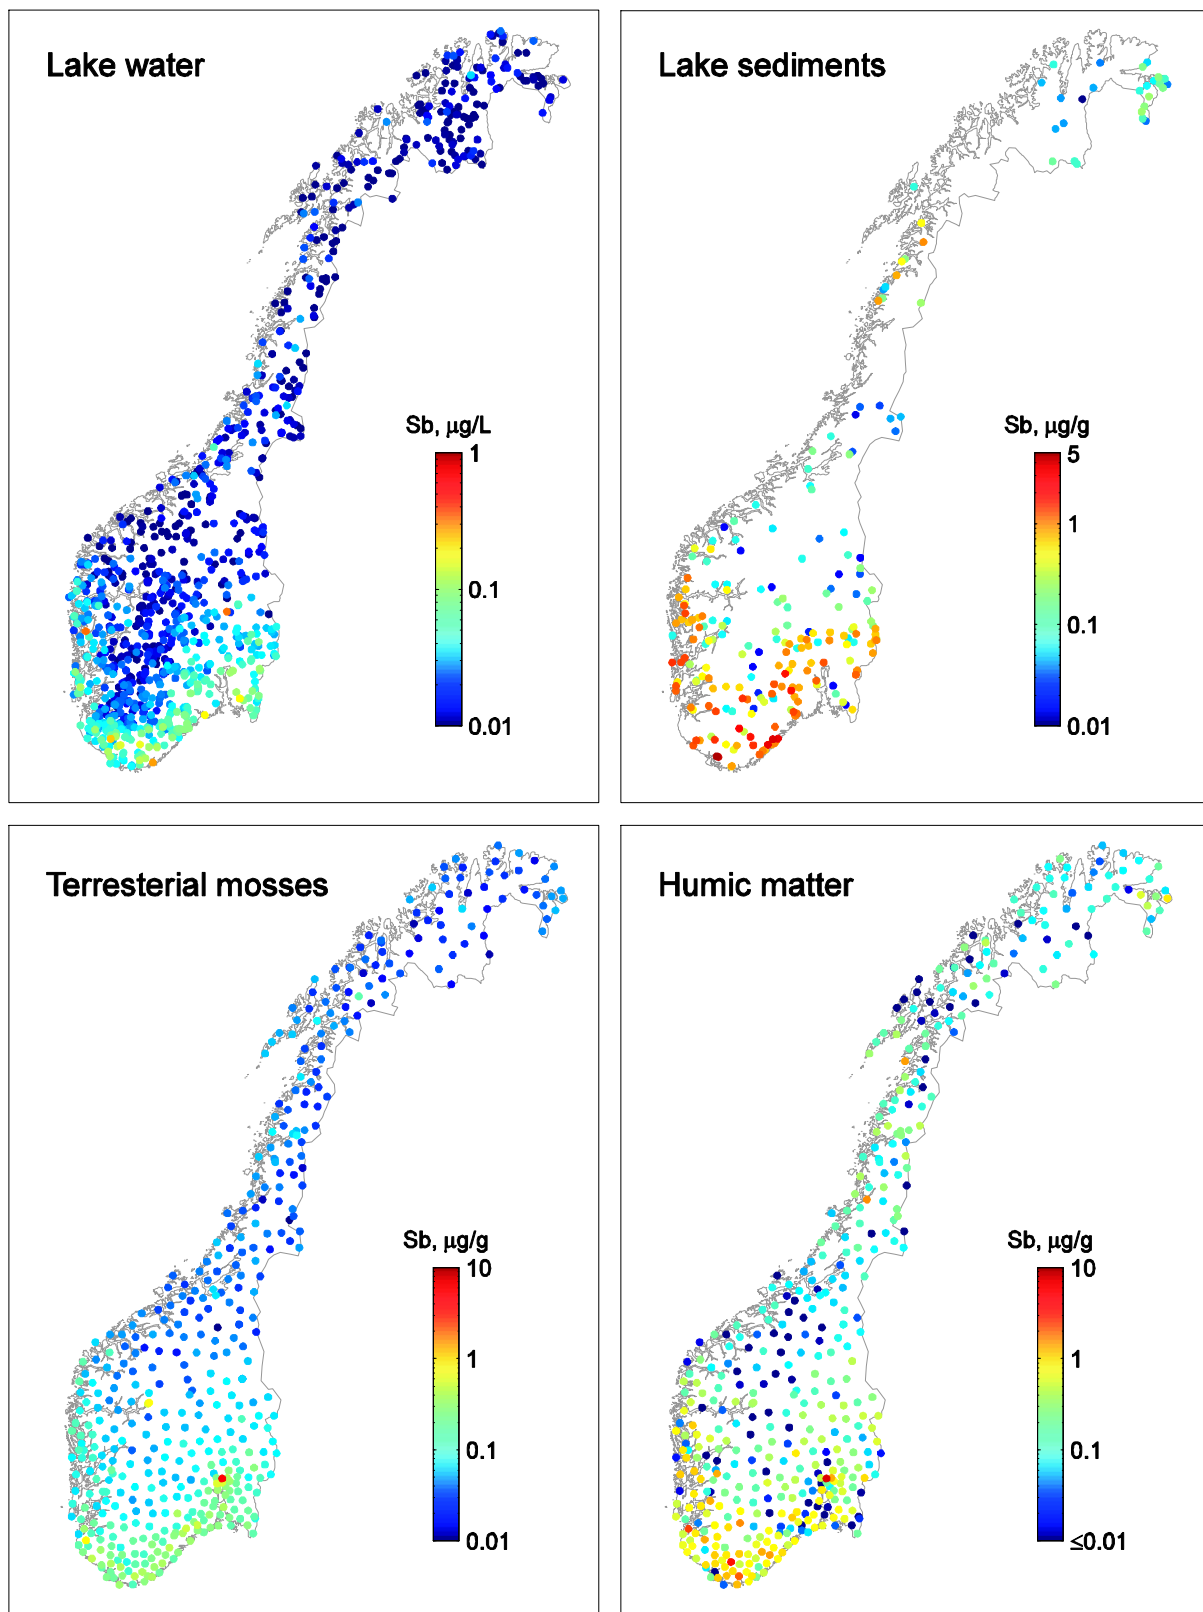 Lake water
Sb, µg/L
1
0.1
0.01
Lake sediments
Sb, µg/g
5
1
0.1
0.01
Terresterial mosses
Sb, µg/g
10
1
0.1
0.01
Humic matter
Sb, µg/g
10
1
0.1
≤0.01